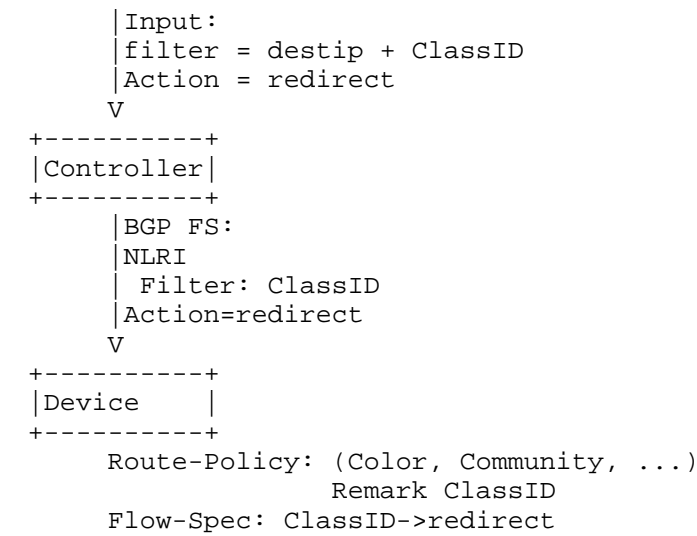 |Input:
|filter = destip + ClassID
|Action = redirect
V
+----------+
|Controller|
+----------+
|BGP FS:
|NLRI
| Filter: ClassID
|Action=redirect
V
+----------+
|Device    |
+----------+
Route-Policy: (Color, Community, ...)
Remark ClassID
Flow-Spec: ClassID->redirect